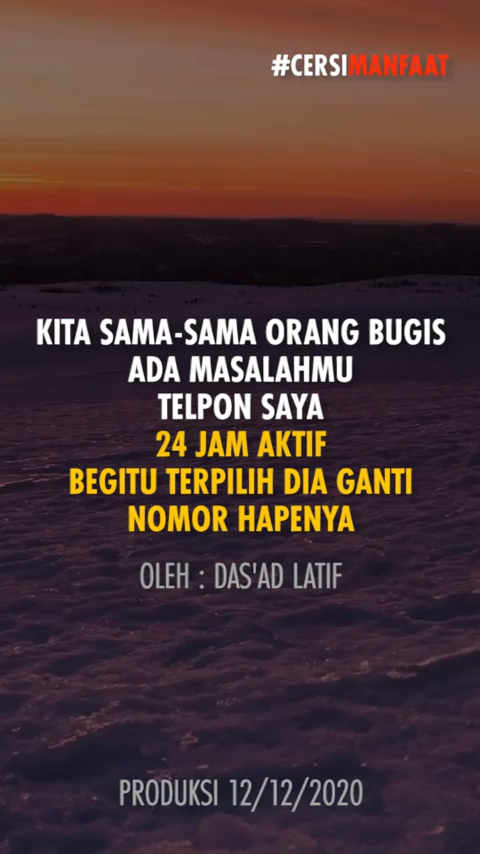 #CERSIMANFAAT
KITA SAMA-SAMA ORANG BUGIS
ADA MASALAHMU
TELPON SAYA
24 JAM AKTIF
BEGITU TERPILIH DIA GANTI
NOMOR HAPENYA
OLEH : DAS'AD LATIF
PRODUKSI 12/12/2020